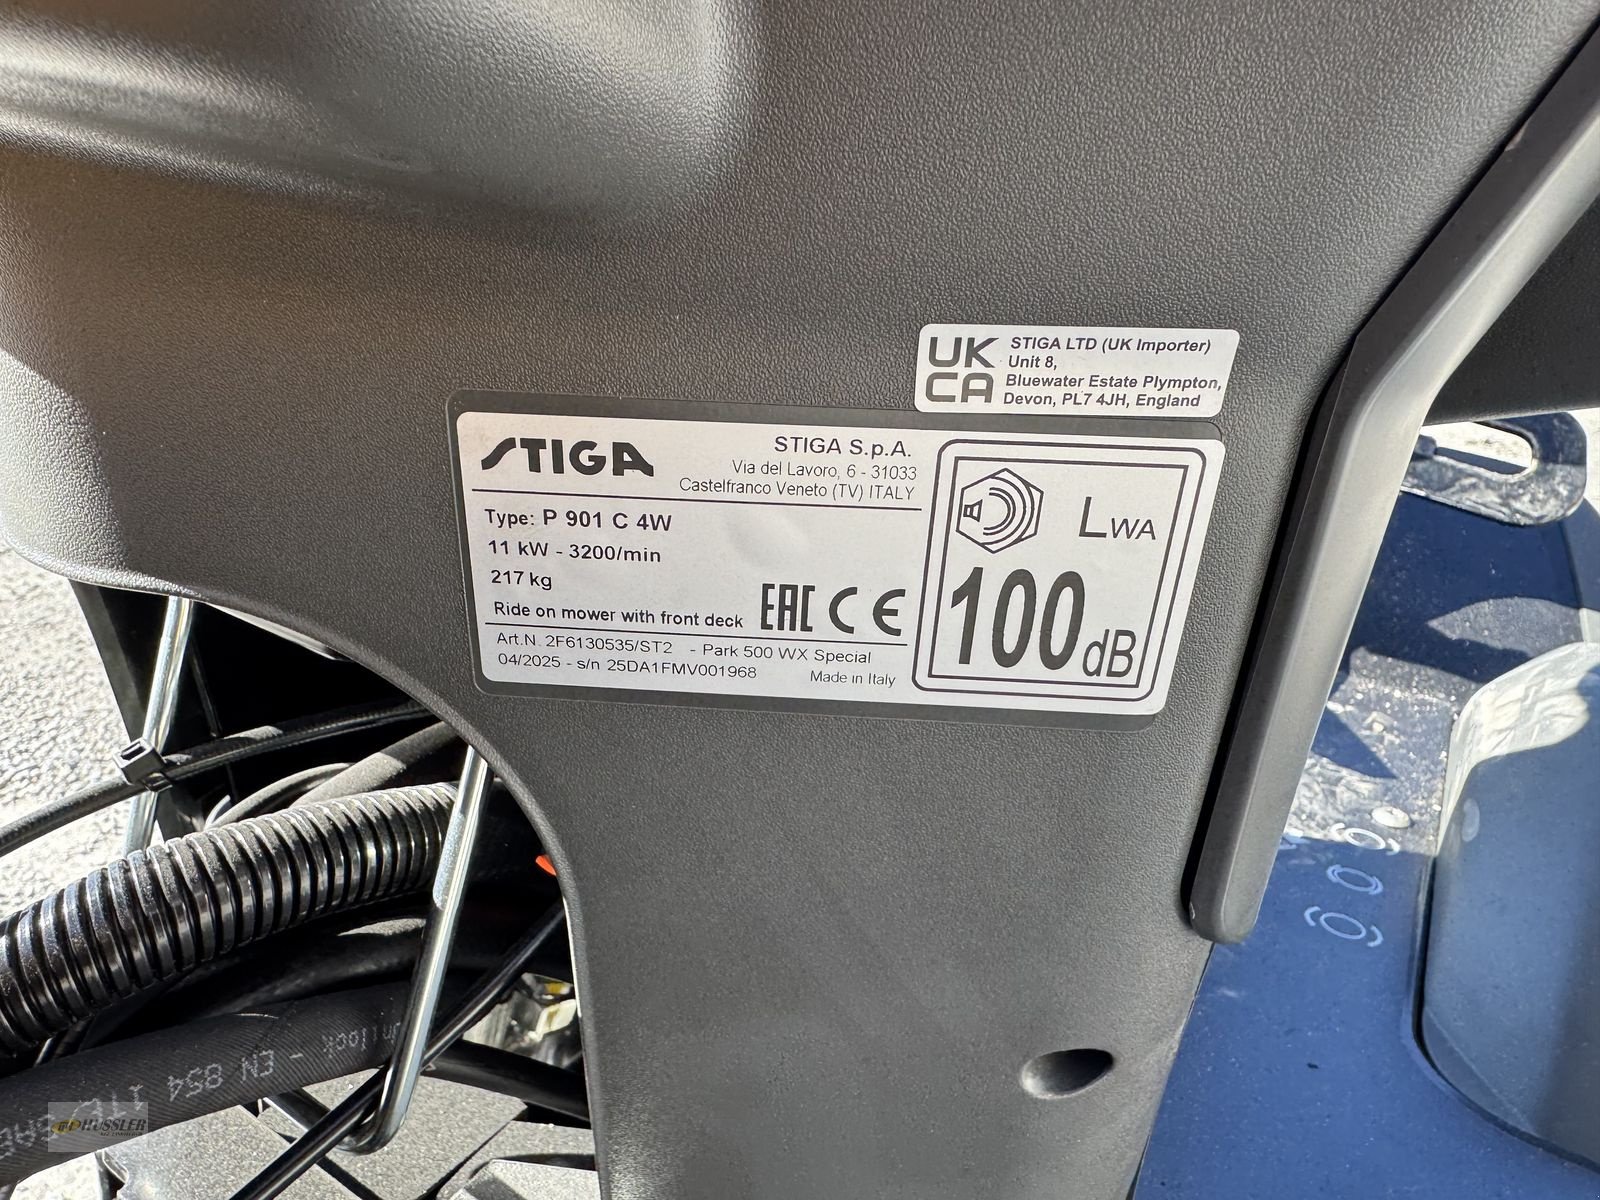 UK
CA
STIGA LTD (UK Importer)
Unit 8,
Bluewater Estate Plympton,
Devon, PL7 4JH, England
STIGA
STIGA S.p.A.
Via del Lavoro, 6 - 31033
Castelfranco Veneto (TV) ITALY
Type: P 901 C 4W
11 kW - 3200/min
217 kg
Ride on mower with front deck
EAC CE
Art.N. 2F6130535/ST2 - Park 500 WX Special
04/2025 - s/n 25DA1FMV001968 Made in Italy
LWA
100 dB
EN 854
HUSSLER